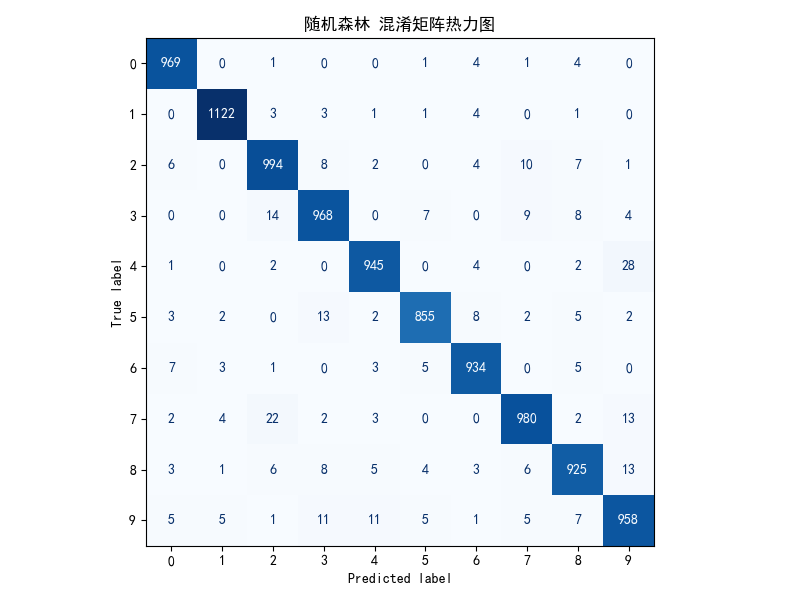 随机森林 混淆矩阵热力图
0 969 0 1 0 0 1 4 1 4 0
1 0 1122 3 3 1 1 4 0 1 0
2 6 0 994 8 2 0 4 10 7 1
3 0 0 14 968 0 7 0 9 8 4
4 1 0 2 0 945 0 4 0 2 28
5 3 2 0 13 2 855 8 2 5 2
6 7 3 1 0 3 5 934 0 5 0
7 2 4 22 2 3 0 0 980 2 13
8 3 1 6 8 5 4 3 6 925 13
9 5 5 1 11 11 5 1 5 7 958
0 1 2 3 4 5 6 7 8 9
Predicted label
True label